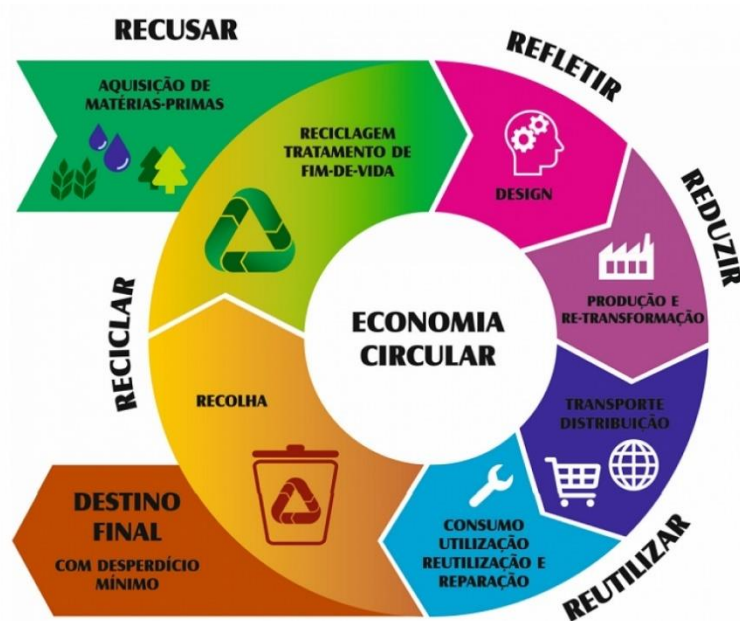 RECUSAR
REFLETIR
AQUISIÇÃO DE
MATÉRIAS-PRIMAS
RECICLAGEM
TRATAMENTO DE
FIM-DE-VIDA
DESIGN
REDUZIR
PRODUÇÃO E
RE-TRANSFORMAÇÃO
ECONOMIA
CIRCULAR
RECICLAR
RECOLHA
TRANSPORTE
DISTRIBUIÇÃO
DESTINO
FINAL
COM DESPERDÍCIO
MÍNIMO
CONSUMO
UTILIZAÇÃO
REUTILIZAÇÃO E
REPARAÇÃO
REUTILIZAR